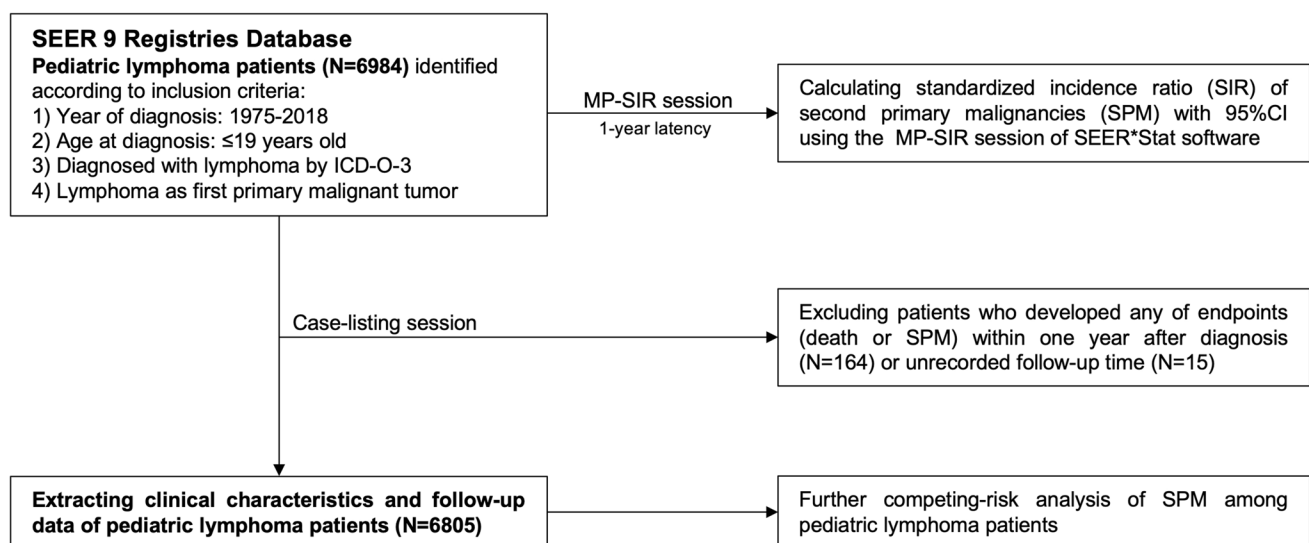 SEER 9 Registries Database
Pediatric lymphoma patients (N=6984) identified
according to inclusion criteria:
1) Year of diagnosis: 1975-2018
2) Age at diagnosis: ≤19 years old
3) Diagnosed with lymphoma by ICD-O-3
4) Lymphoma as first primary malignant tumor
MP-SIR session
1-year latency
Calculating standardized incidence ratio (SIR) of
second primary malignancies (SPM) with 95%CI
using the MP-SIR session of SEER*Stat software
Case-listing session
Excluding patients who developed any of endpoints
(death or SPM) within one year after diagnosis
(N=164) or unrecorded follow-up time (N=15)
Extracting clinical characteristics and follow-up
data of pediatric lymphoma patients (N=6805)
Further competing-risk analysis of SPM among
pediatric lymphoma patients